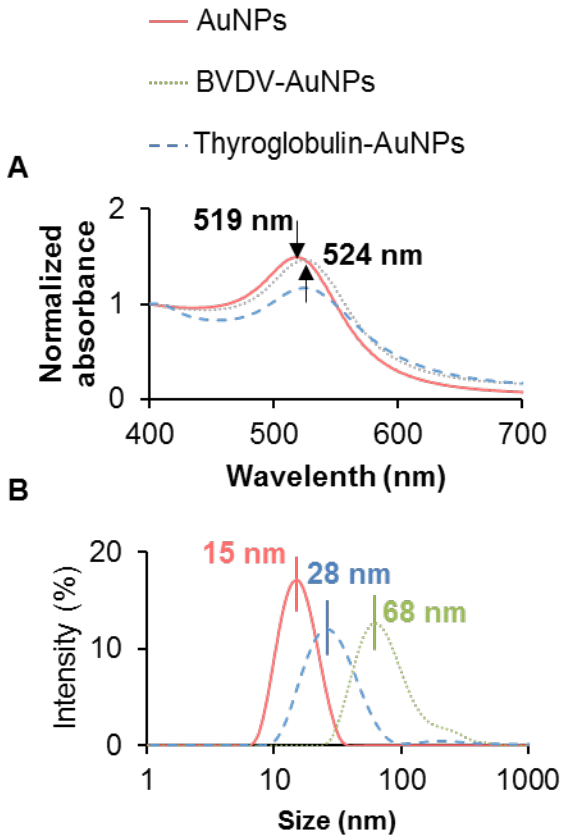 AuNPs
BVDV-AuNPs
Thyroglobulin-AuNPs
A
Normalized
absorbance
2
1
0
519 nm
524 nm
400 500 600 700
Wavelenth (nm)
B
Intensity (%)
20
10
0
15 nm
28 nm
68 nm
1 10 100 1000
Size (nm)